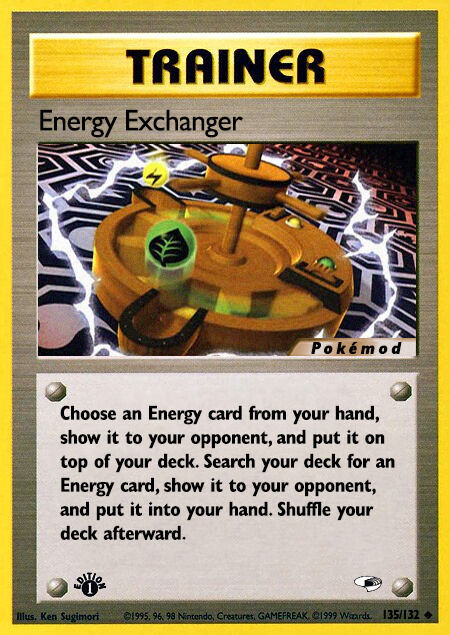 TRAINER
Energy Exchanger
Pokémod
Choose an Energy card from your hand,
show it to your opponent, and put it on
top of your deck. Search your deck for an
Energy card, show it to your opponent,
and put it into your hand. Shuffle your
deck afterward.
EDITION
1
Illus. Ken Sugimori ©1995, 96, 98 Nintendo, Creatures, GAMEFREAK. ©1999 Wizards. 135/132